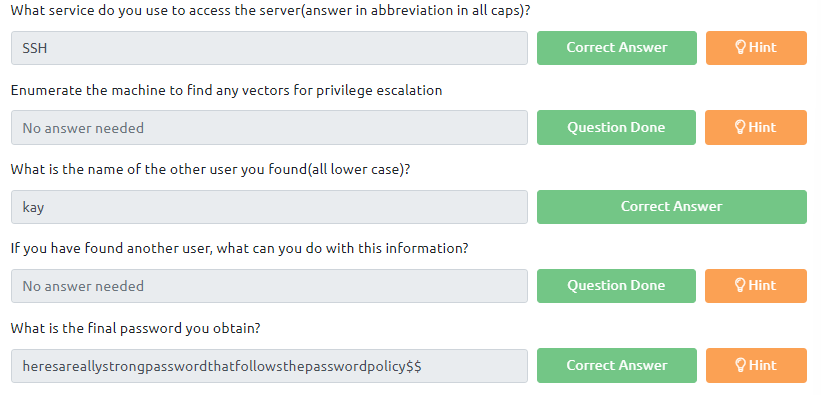 What service do you use to access the server(answer in abbreviation in all caps)?
SSH Correct Answer Hint
Enumerate the machine to find any vectors for privilege escalation
No answer needed Question Done Hint
What is the name of the other user you found(all lower case)?
kay Correct Answer
If you have found another user, what can you do with this information?
No answer needed Question Done Hint
What is the final password you obtain?
heresareallystrongpasswordthatfollowsthepasswordpolicy$$ Correct Answer Hint